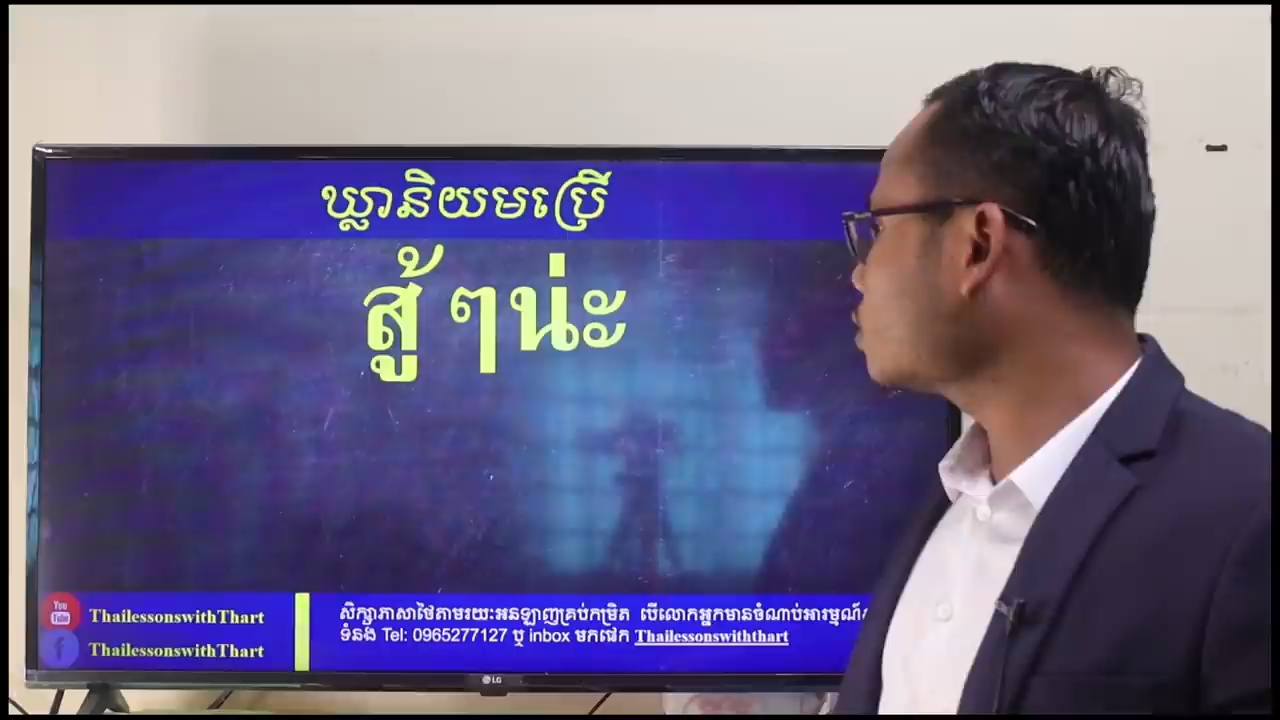 ឃ្លានិយមប្រើ
สู้ ๆน่ะ
You
Tube
ThailessonswithThart
f ThailessonswithThart
សិក្សាភាសាថៃតាមរយៈអនឡាញគ្រប់កម្រិត បើលោកអ្នកមានចំណាប់អារម្មណ៍
ទំនង Tel: 0965277127 ឬ inbox មកផេក Thailessonswiththart
LG